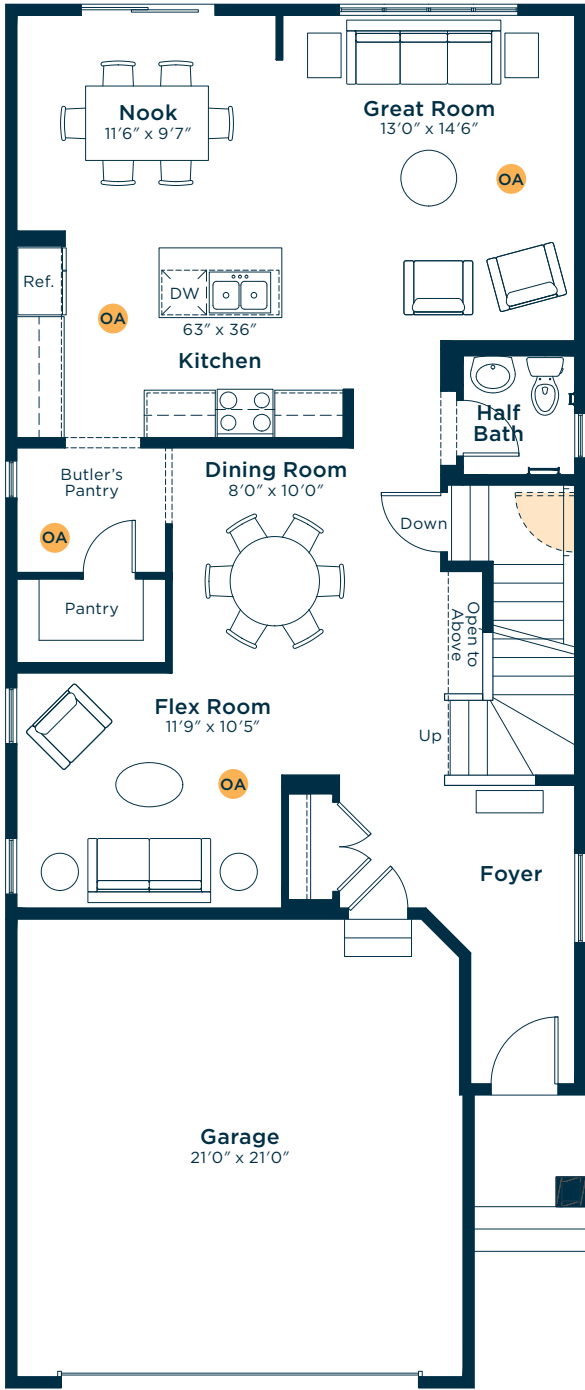 Nook
11'6" x 9'7"
Great Room
13'0" x 14'6"
OA
Ref.
DW
OA
63" x 36"
Kitchen
Half
Bath
Butler's
Pantry
Dining Room
8'0" x 10'0"
OA
Down
Pantry
Open to
Above
Flex Room
11'9" x 10'5"
Up
OA
Foyer
Garage
21'0" x 21'0"